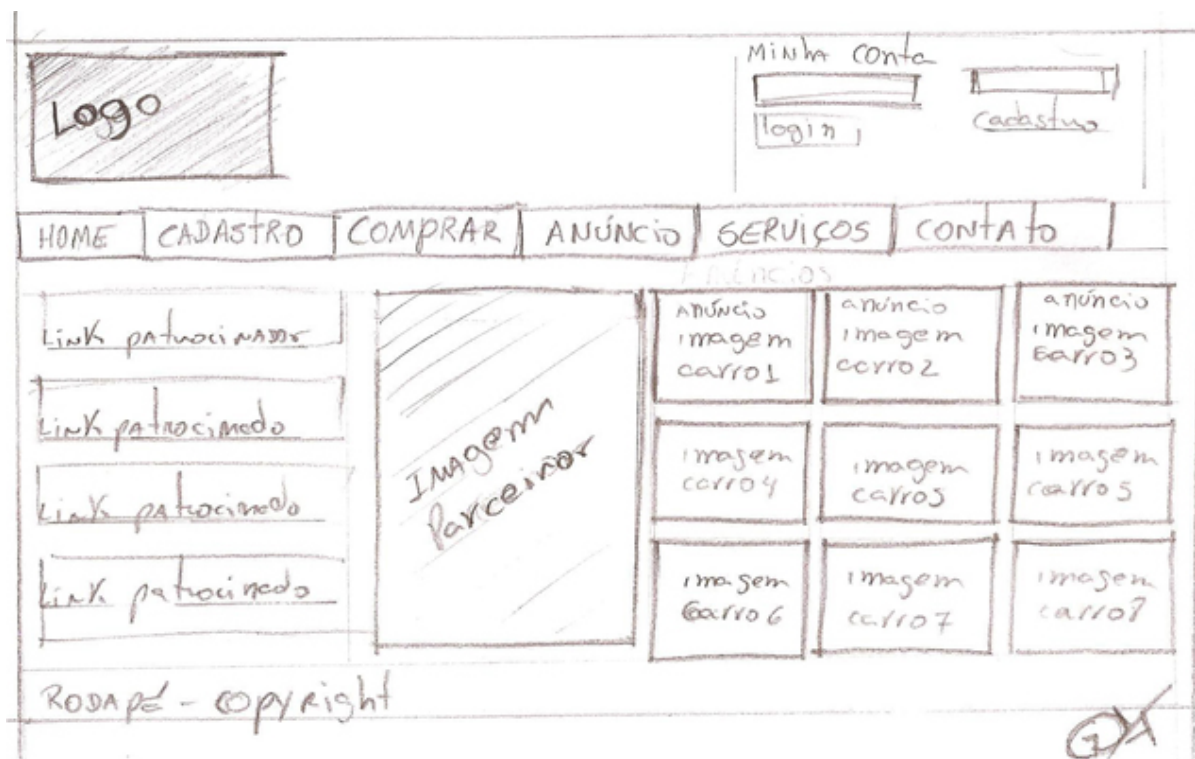 Logo
Minha conta
login
cadastro
HOME
CADASTRO
COMPRAR
ANÚNCIO
SERVIÇOS
CONTATO
Anúncios
Link patrocinador
Link patrocinado
Link patrocinado
Link patrocinado
Imagem
Parceiror
anúncio
imagem
carro1
anúncio
imagem
carro2
anúncio
imagem
carro3
imagem
carro4
imagem
carro5
imagem
carro5
imagem
carro6
imagem
carro7
imagem
carro8
RODAPÉ - copyright